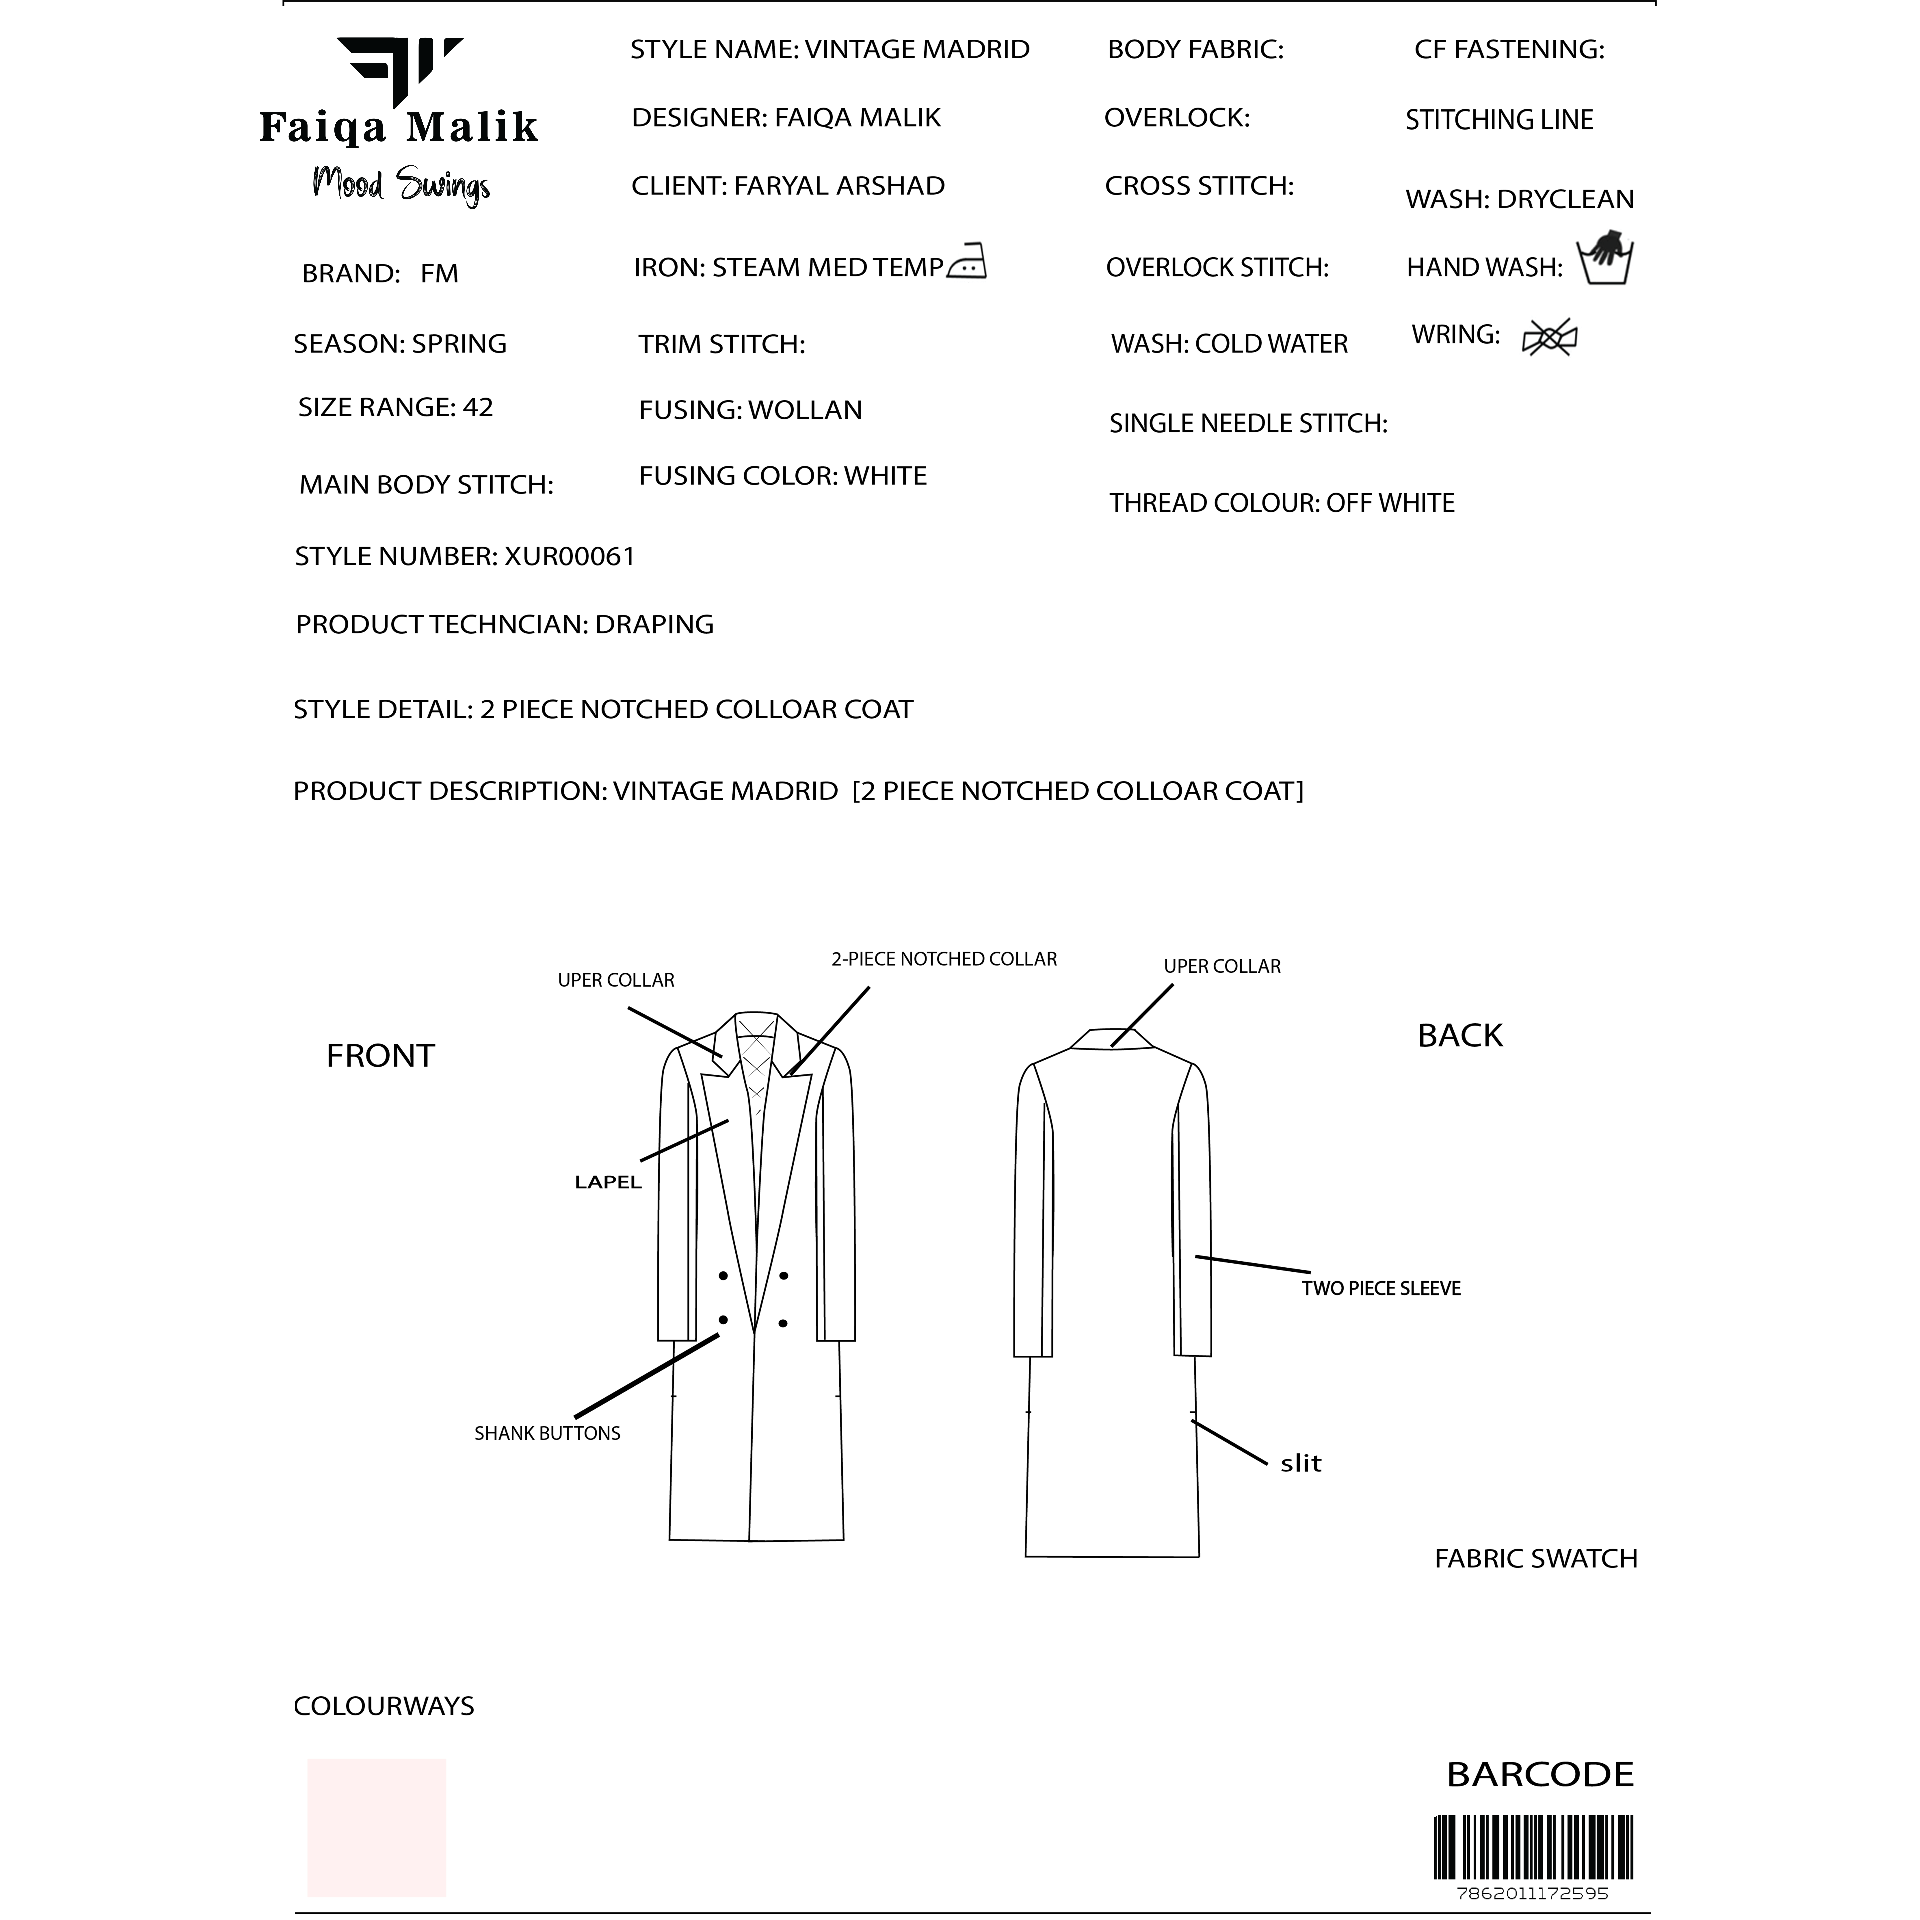 Faiqa Malik
Mood Swings
BRAND: FM
SEASON: SPRING
SIZE RANGE: 42
MAIN BODY STITCH:
STYLE NUMBER: XUR00061
PRODUCT TECHNCIAN: DRAPING
STYLE DETAIL: 2 PIECE NOTCHED COLLOAR COAT
PRODUCT DESCRIPTION: VINTAGE MADRID [2 PIECE NOTCHED COLLOAR COAT]
STYLE NAME: VINTAGE MADRID
DESIGNER: FAIQA MALIK
CLIENT: FARYAL ARSHAD
IRON: STEAM MED TEMP
TRIM STITCH:
FUSING: WOLLAN
FUSING COLOR: WHITE
BODY FABRIC:
OVERLOCK:
CROSS STITCH:
OVERLOCK STITCH:
WASH: COLD WATER
SINGLE NEEDLE STITCH:
THREAD COLOUR: OFF WHITE
CF FASTENING:
STITCHING LINE
WASH: DRYCLEAN
HAND WASH:
WRING:
UPER COLLAR
2-PIECE NOTCHED COLLAR
UPER COLLAR
FRONT
BACK
LAPEL
TWO PIECE SLEEVE
SHANK BUTTONS
slit
FABRIC SWATCH
COLOURWAYS
BARCODE
7862011172595